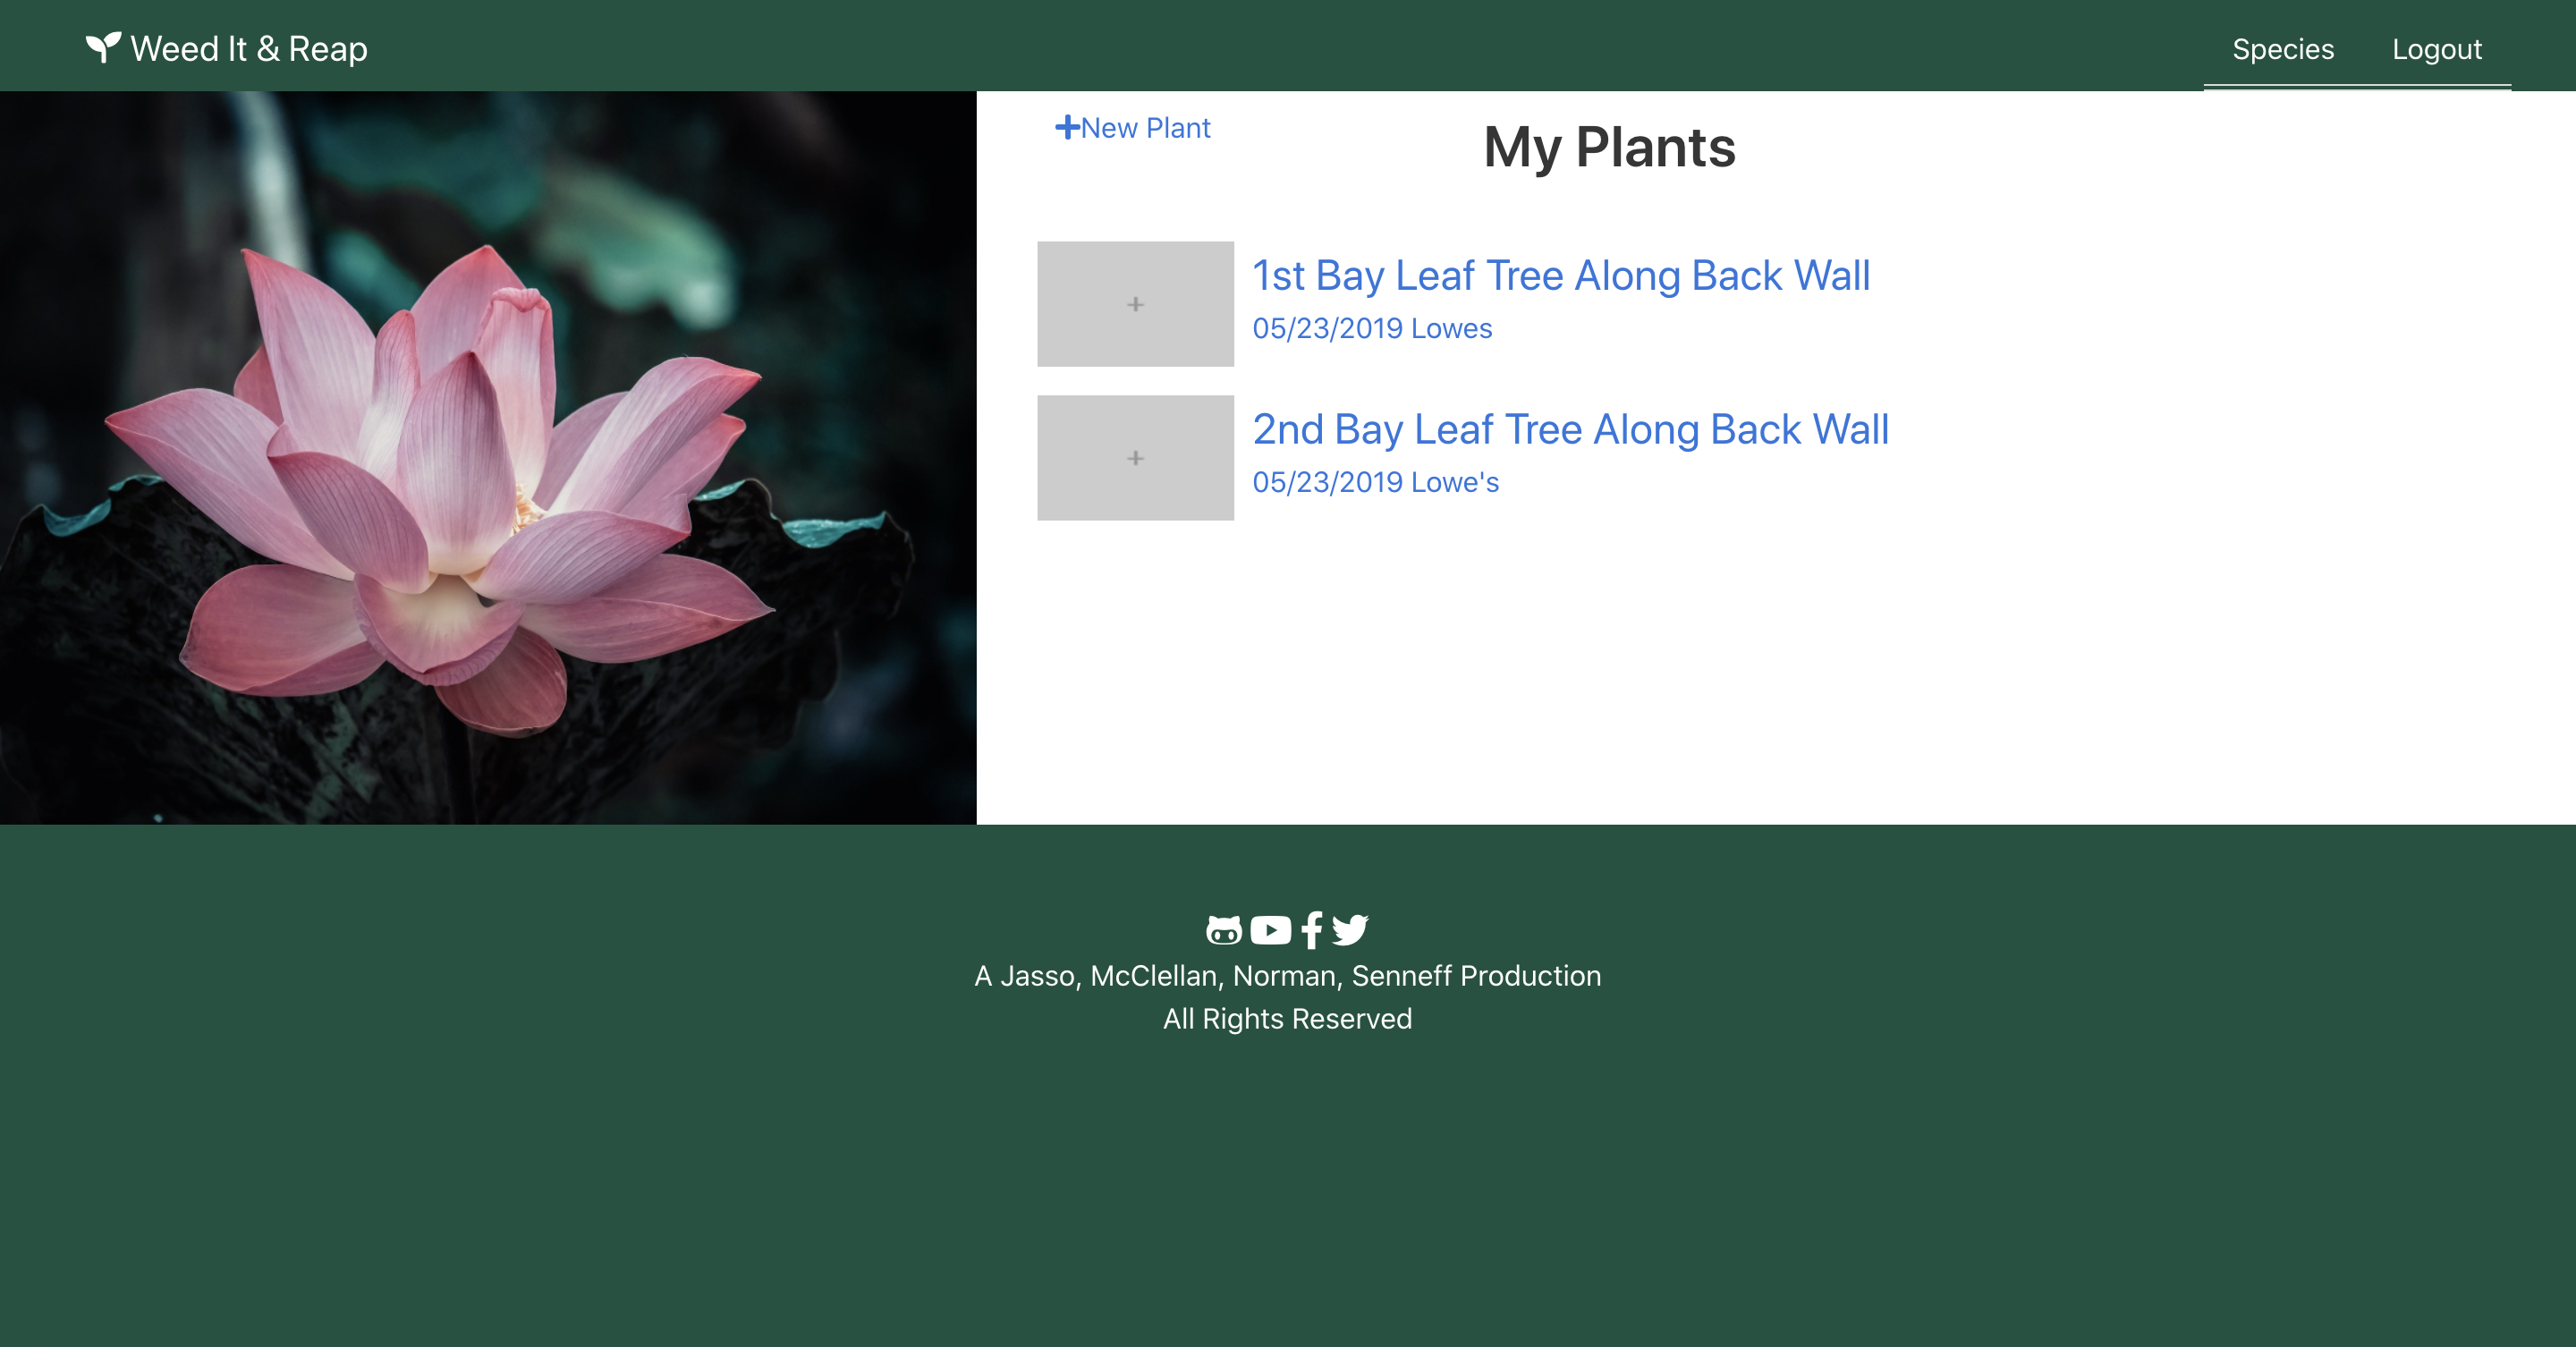 Weed It & Reap
Species
Logout
New Plant
My Plants
1st Bay Leaf Tree Along Back Wall
05/23/2019 Lowes
2nd Bay Leaf Tree Along Back Wall
05/23/2019 Lowe's
A Jasso, McClellan, Norman, Senneff Production
All Rights Reserved